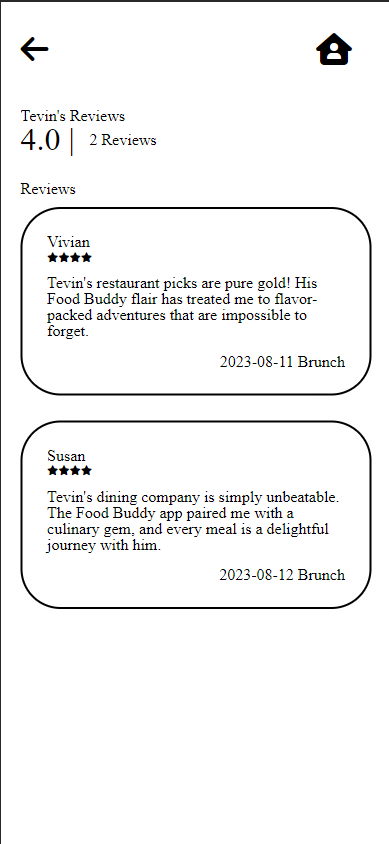 Tevin's Reviews
4.0 | 2 Reviews
Reviews
Vivian
Tevin's restaurant picks are pure gold! His
Food Buddy flair has treated me to flavor-
packed adventures that are impossible to
forget.
2023-08-11 Brunch
Susan
Tevin's dining company is simply unbeatable.
The Food Buddy app paired me with a
culinary gem, and every meal is a delightful
journey with him.
2023-08-12 Brunch